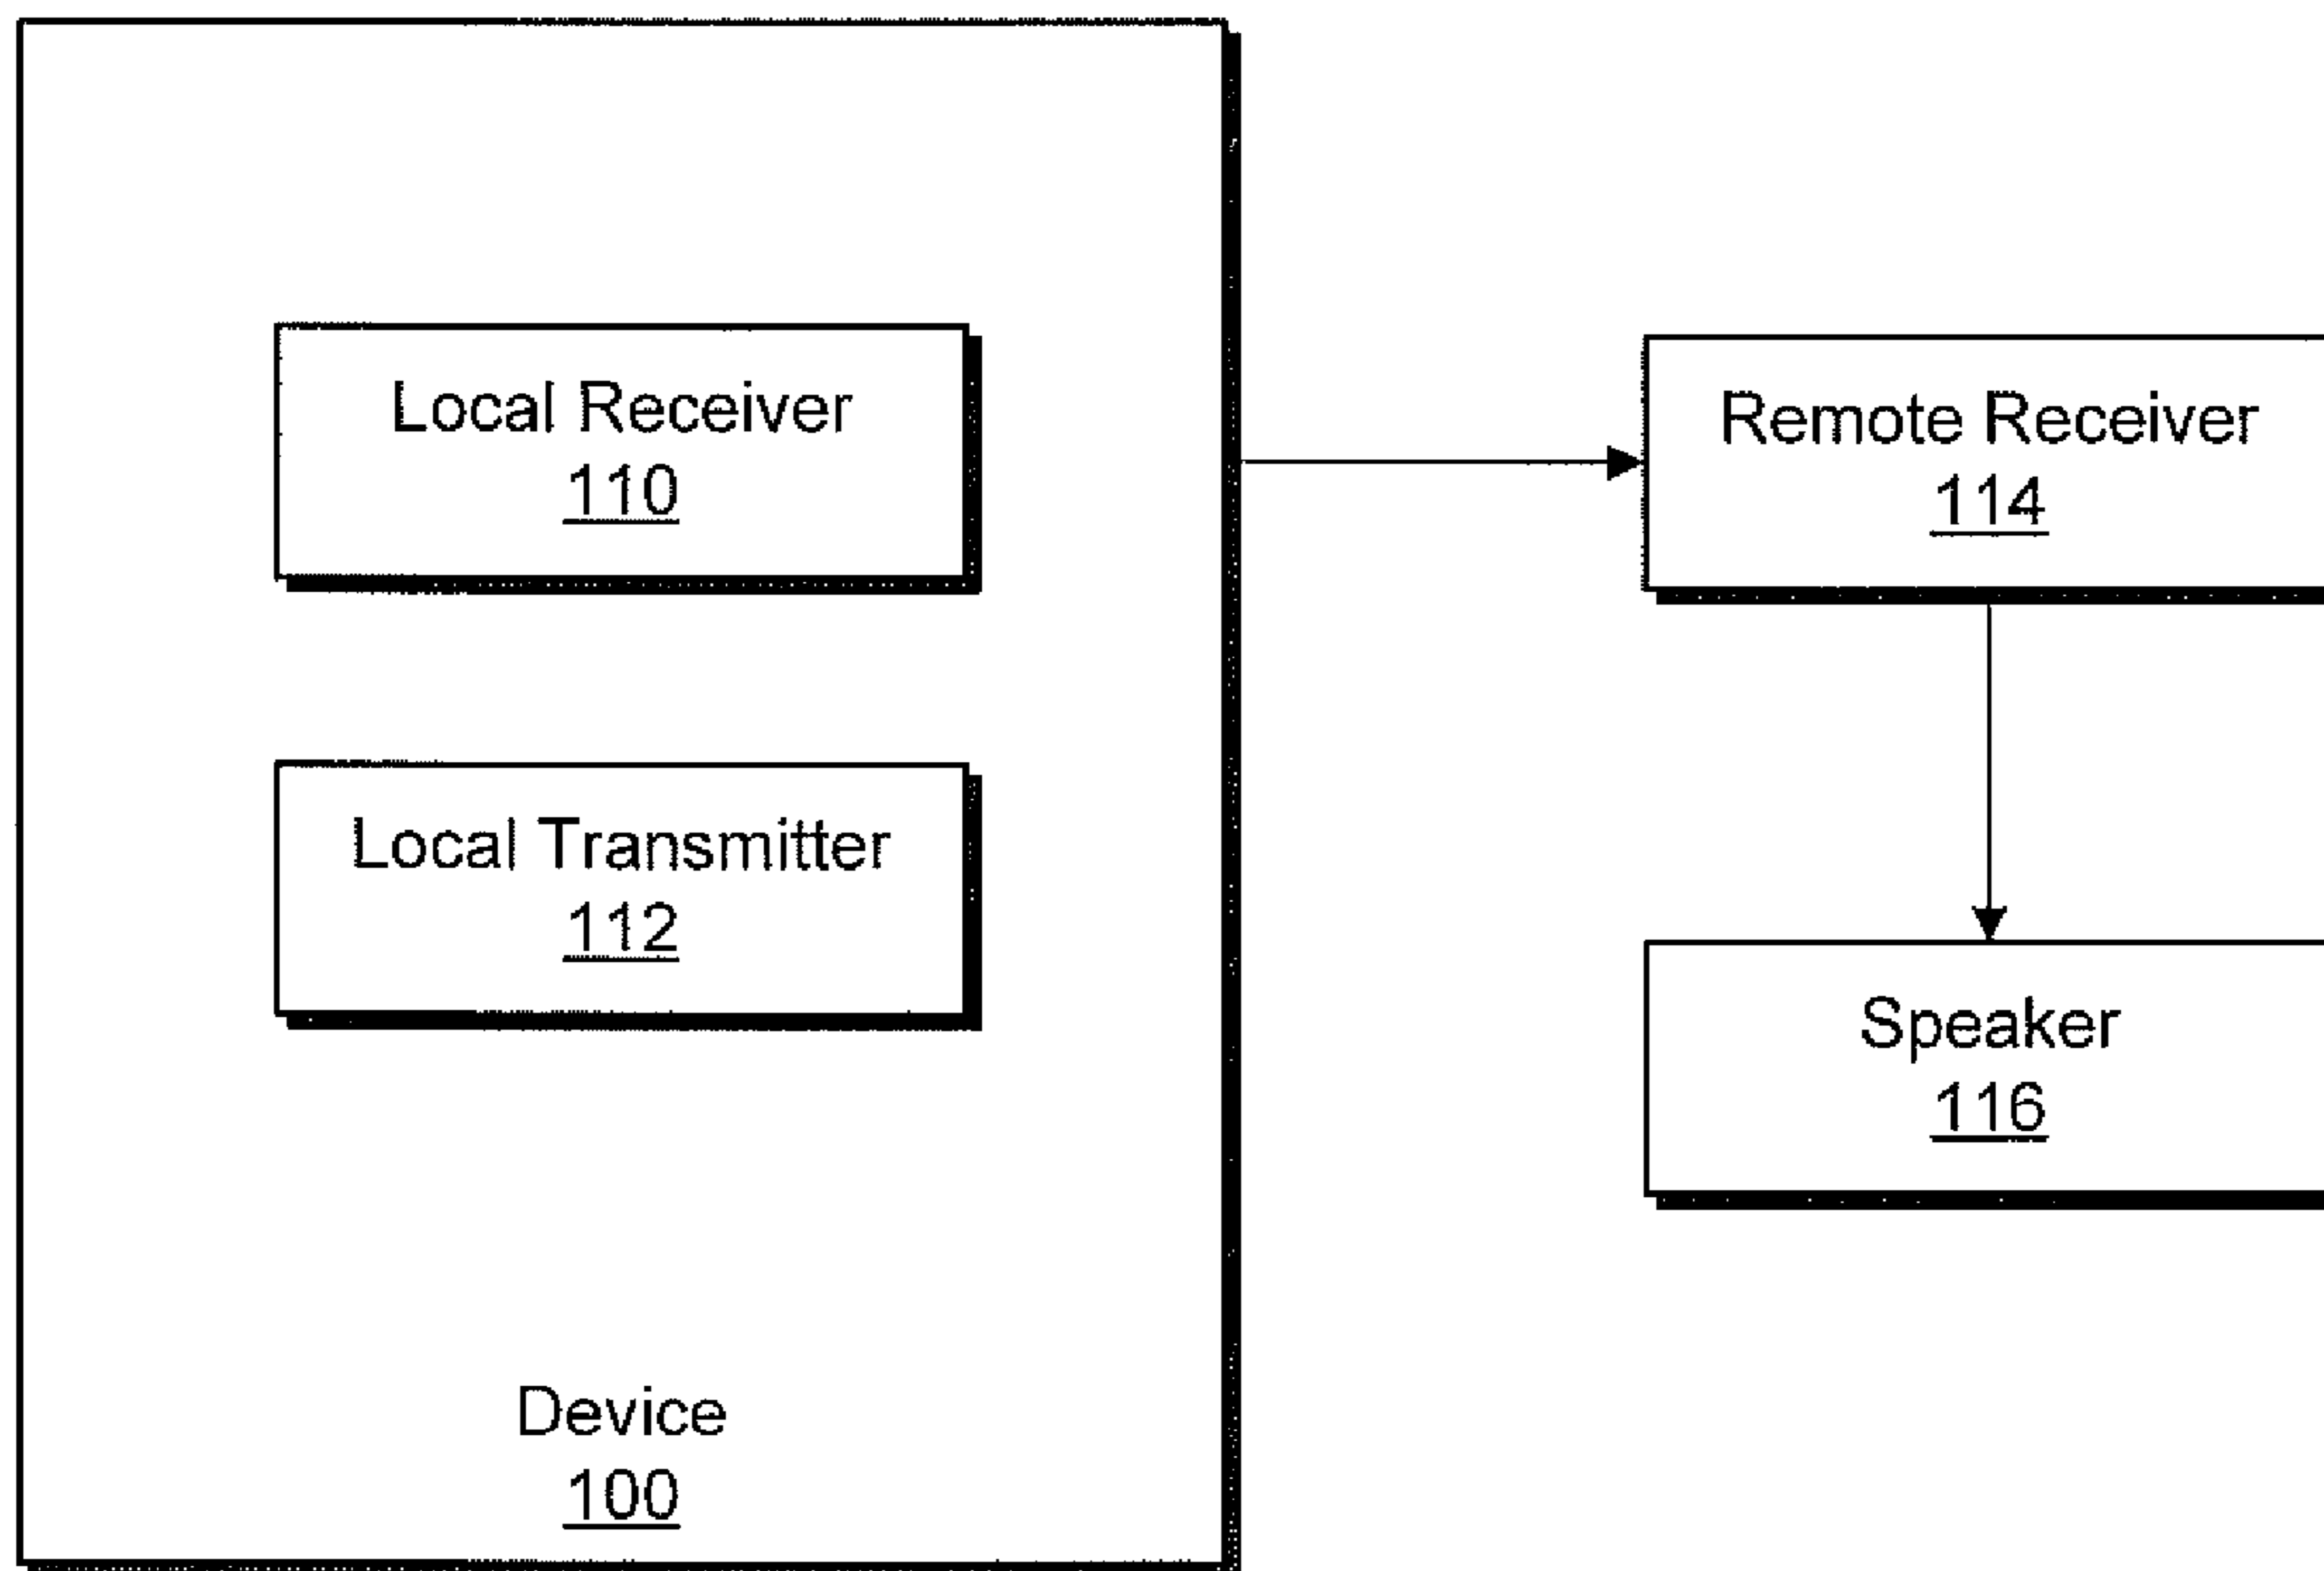 Local Receiver
110
Local Transmitter
112
Device
100
Remote Receiver
114
Speaker
116